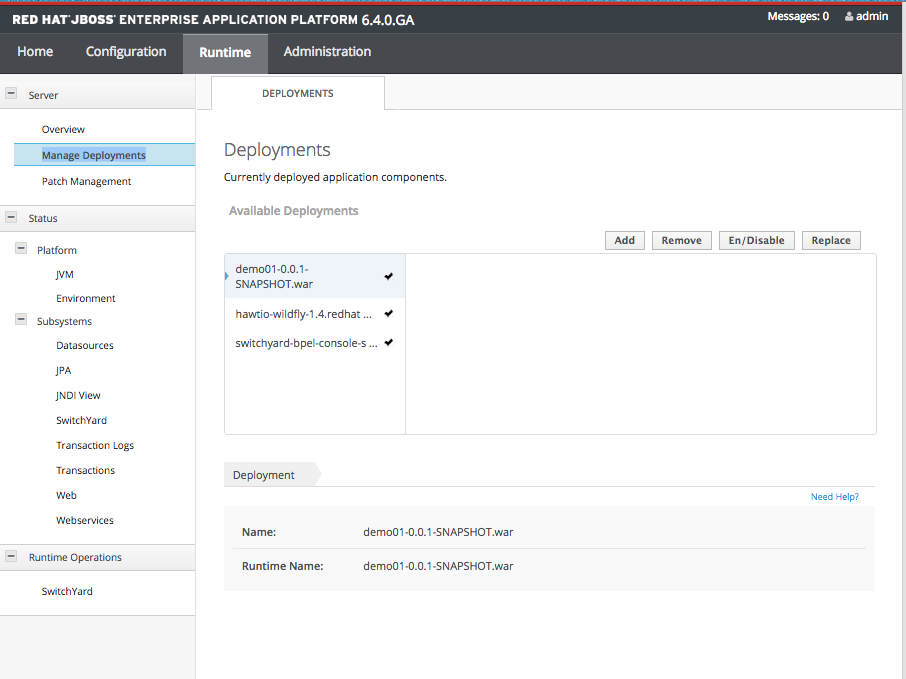 RED HAT® JBOSS® ENTERPRISE APPLICATION PLATFORM 6.4.0.GA
Messages: 0 admin
Home Configuration Runtime Administration
Server
Overview
Manage Deployments
Patch Management
Status
Platform
JVM
Environment
Subsystems
Datasources
JPA
JNDI View
SwitchYard
Transaction Logs
Transactions
Web
Webservices
Runtime Operations
SwitchYard
DEPLOYMENTS
Deployments
Currently deployed application components.
Available Deployments
Add Remove En/Disable Replace
demo01-0.0.1-
SNAPSHOT.war
hawtio-wildfly-1.4.redhat ...
switchyard-bpel-console-s ...
Deployment
Need Help?
Name: demo01-0.0.1-SNAPSHOT.war
Runtime Name: demo01-0.0.1-SNAPSHOT.war